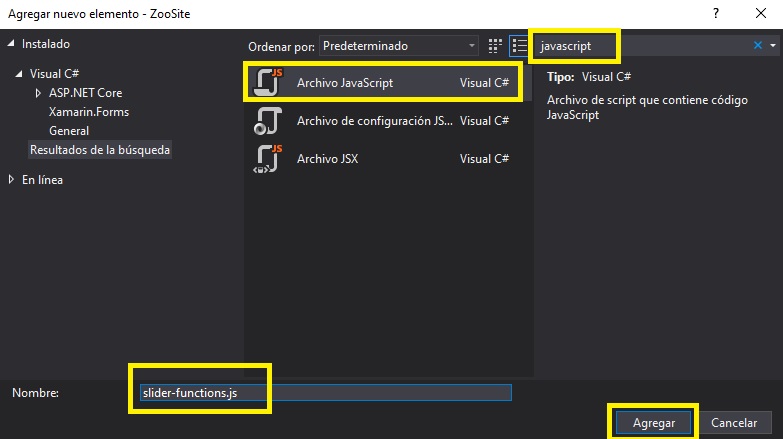 Agregar nuevo elemento - ZooSite
? ×
Instalado
Visual C#
ASP.NET Core
Xamarin.Forms
General
Resultados de la búsqueda
En línea
Ordenar por: Predeterminado
JS Archivo JavaScript Visual C#
Archivo de configuración JS... Visual C#
JS Archivo JSX Visual C#
javascript
Tipo: Visual C#
Archivo de script que contiene código
JavaScript
Nombre: slider-functions.js
Agregar Cancelar